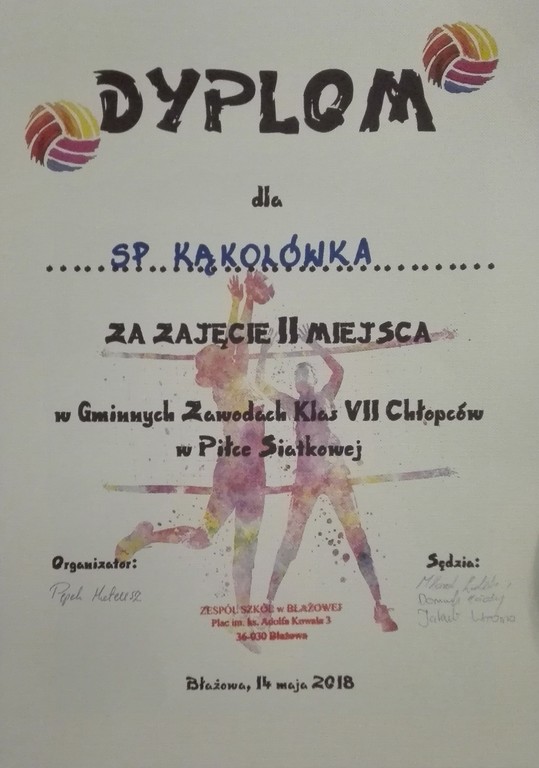 DYPLOM
dla
SP KĄKOLÓWKA
ZA ZAJĘCIE II MIEJSCA
w Gminnych Zawodach Klas VII Chłopców
w Piłce Siatkowej
Organizator:
Sędzia:
ZESPÓŁ SZKÓŁ w BŁAŻOWEJ
Plac im. ks. Adolfa Kowala 3
36-030 Błażowa
Błażowa, 14 maja 2018